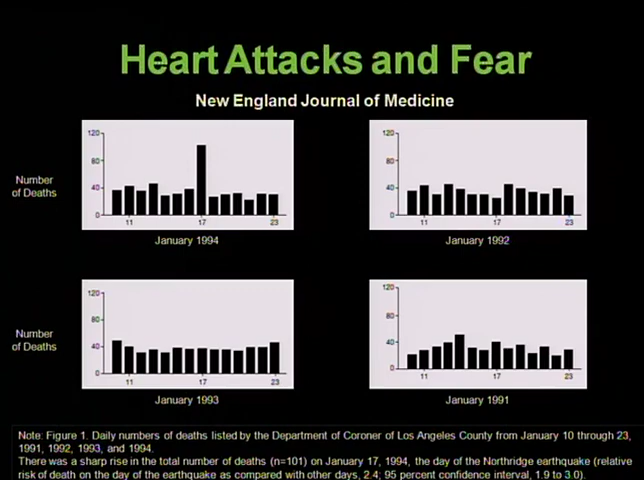 Heart Attacks and Fear
New England Journal of Medicine
Number
of Deaths
120
80
40
0
11
17
23
January 1994
120
80
40
0
11
17
23
January 1992
Number
of Deaths
120
80
40
0
11
17
23
January 1993
120
80
40
0
11
17
23
January 1991
Note: Figure 1. Daily numbers of deaths listed by the Department of Coroner of Los Angeles County from January 10 through 23,
1991, 1992, 1993, and 1994.
There was a sharp rise in the total number of deaths (n=101) on January 17, 1994, the day of the Northridge earthquake (relative
risk of death on the day of the earthquake as compared with other days, 2.4; 95 percent confidence interval, 1.9 to 3.0).